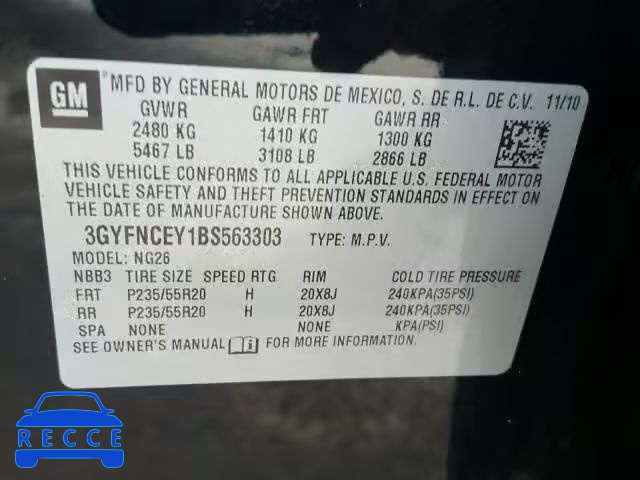 GM
MFD BY GENERAL MOTORS DE MEXICO, S. DE R.L. DE C.V. 11/10
GVWR GAWR FRT GAWR RR
2480 KG 1410 KG 1300 KG
5467 LB 3108 LB 2866 LB
THIS VEHICLE CONFORMS TO ALL APPLICABLE U.S. FEDERAL MOTOR
VEHICLE SAFETY AND THEFT PREVENTION STANDARDS IN EFFECT ON
THE DATE OF MANUFACTURE SHOWN ABOVE.
3GYFNCEY1BS563303 TYPE: M.P.V.
MODEL: NG26
NBB3 TIRE SIZE SPEED RTG RIM COLD TIRE PRESSURE
FRT P235/55R20 H 20X8J 240KPA(35PSI)
RR P235/55R20 H 20X8J 240KPA(35PSI)
SPA NONE NONE KPA(PSI)
SEE OWNER'S MANUAL FOR MORE INFORMATION.
RECCE